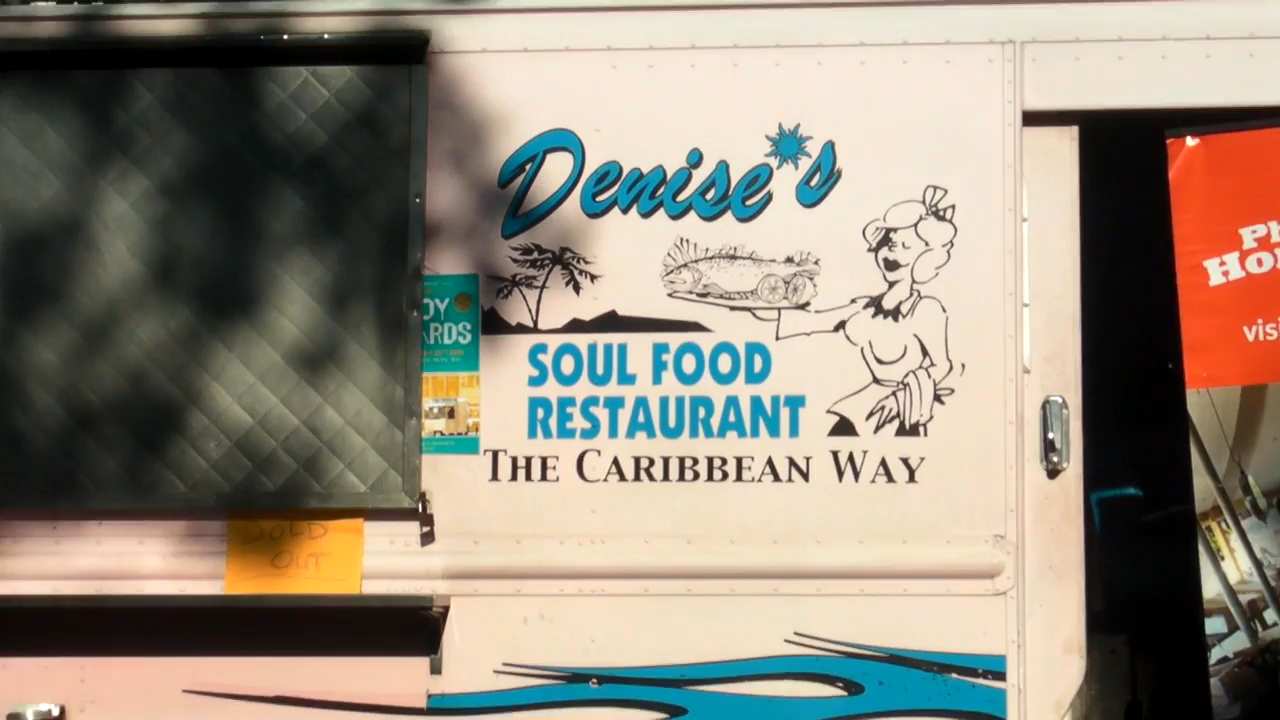 Denise's
SOUL FOOD
RESTAURANT
THE CARIBBEAN WAY
SOLD
OUT